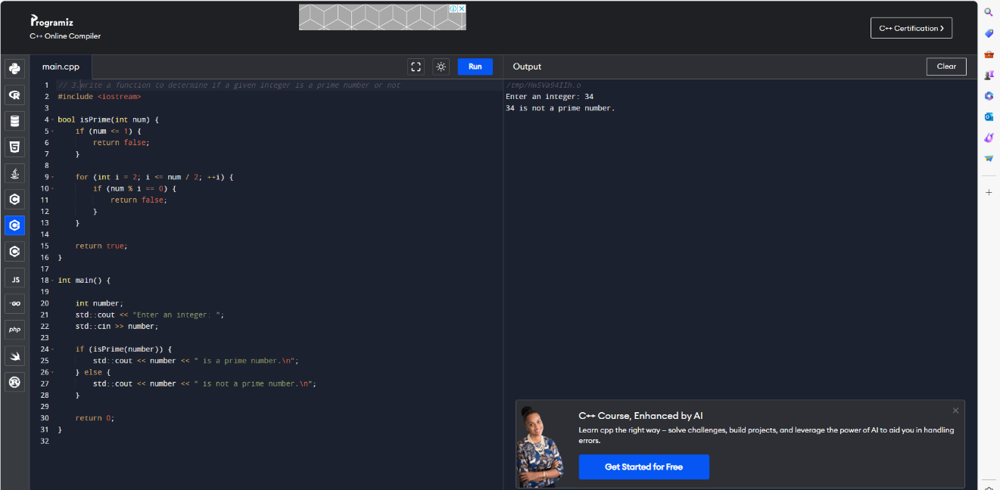 Programiz
C++ Online Compiler
C++ Certification ›
main.cpp
Run
Output
Clear
1 // 3.write a function to determine if a given integer is a prime number or not
2 #include <iostream>
3
4 bool isPrime(int num) {
5     if (num <= 1) {
6         return false;
7     }
8
9     for (int i = 2; i <= num / 2; ++i) {
10         if (num % i == 0) {
11             return false;
12         }
13     }
14
15     return true;
16 }
17
18 int main() {
19
20     int number;
21     std::cout << "Enter an integer: ";
22     std::cin >> number;
23
24     if (isPrime(number)) {
25         std::cout << number << " is a prime number.\n";
26     } else {
27         std::cout << number << " is not a prime number.\n";
28     }
29
30     return 0;
31 }
32
/tmp/HwSVa94IIh.o
Enter an integer: 34
34 is not a prime number.
JS
GO
php
C++ Course, Enhanced by AI
Learn cpp the right way – solve challenges, build projects, and leverage the power of AI to aid you in handling
errors.
Get Started for Free